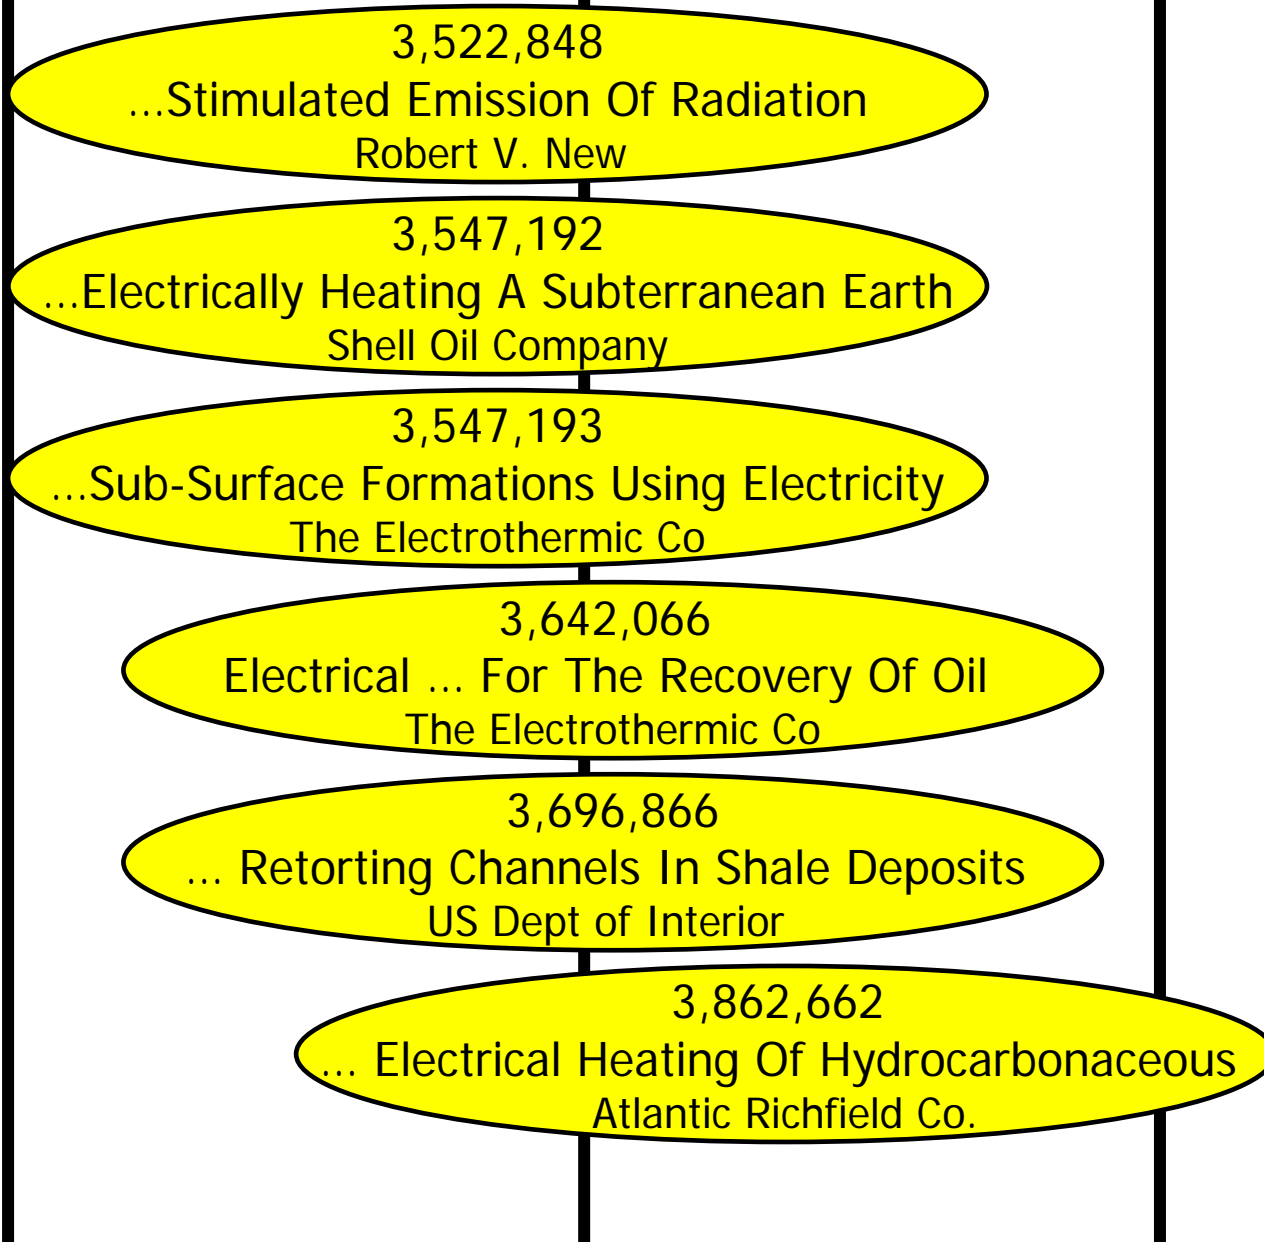 3,522,848
...Stimulated Emission Of Radiation
Robert V. New
3,547,192
...Electrically Heating A Subterranean Earth
Shell Oil Company
3,547,193
...Sub-Surface Formations Using Electricity
The Electrothermic Co
3,642,066
Electrical ... For The Recovery Of Oil
The Electrothermic Co
3,696,866
... Retorting Channels In Shale Deposits
US Dept of Interior
3,862,662
... Electrical Heating Of Hydrocarbonaceous
Atlantic Richfield Co.